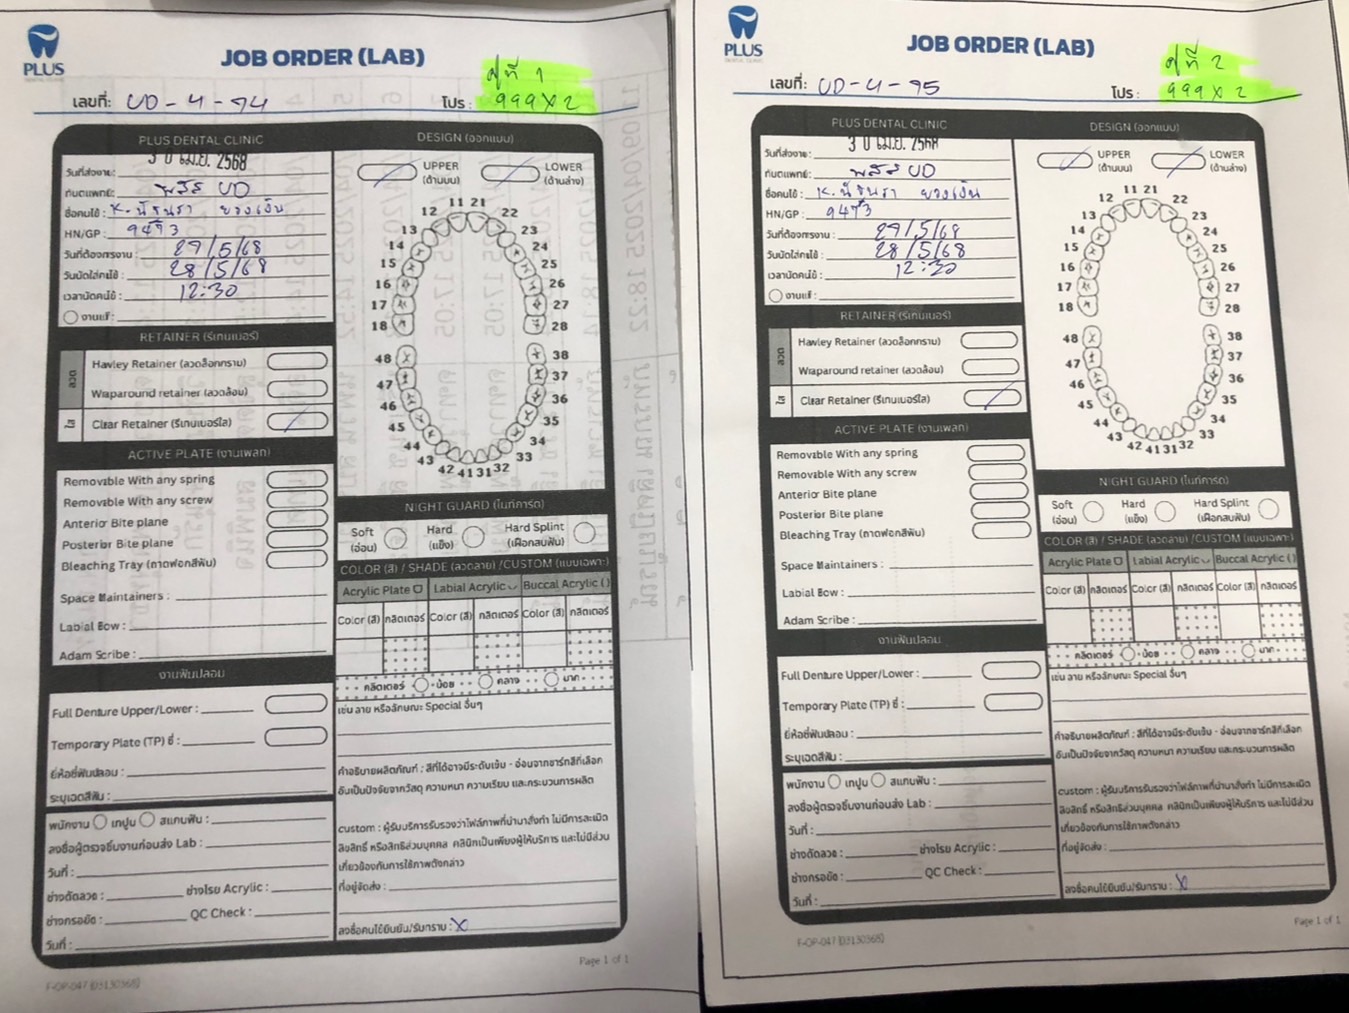 PLUS
DENTAL CLINIC
JOB ORDER (LAB)
คู่ที่ 1
เลขที่: UD-4-94
โปร : 999x2
PLUS DENTAL CLINIC
วันที่ส่งงาน: 30 เม.ย. 2568
ทันตแพทย์: UD
ชื่อคนไข้ : K.
HN/GP : 9473
วันที่ต้องการงาน : 27/5/68
วันนัดใส่คนไข้ : 28/5/68
เวลานัดคนไข้ : 12:30
งานแก้ :
DESIGN (ออกแบบ)
UPPER (ด้านบน)
LOWER (ด้านล่าง)
11 21
12 22
13 23
14 24
15 25
16 26
17 27
18 28
48 38
47 37
46 36
45 35
44 34
43 33
42 41 31 32
RETAINER (รีเทนเนอร์)
ลวด
Hawley Retainer (ลวดล็อกกราม)
Wraparound retainer (ลวดล้อม)
ใส
Clear Retainer (รีเทนเนอร์ใส)
ACTIVE PLATE (งานเพลท)
Removable With any spring
Removable With any screw
Anterior Bite plane
Posterior Bite plane
Bleaching Tray (ถาดฟอกสีฟัน)
Space Maintainers :
Labial Bow :
Adam Scribe :
NIGHT GUARD (ไนท์การ์ด)
Soft (อ่อน)
Hard (แข็ง)
Hard Splint (เฝือกสบฟัน)
COLOR (สี) / SHADE (ลวดลาย) /CUSTOM (แบบเฉพาะ)
Acrylic Plate Labial Acrylic Buccal Acrylic ( )
Color (สี) กลิตเตอร์ Color (สี) กลิตเตอร์ Color (สี) กลิตเตอร์
กลิตเตอร์ น้อย กลาง มาก
เช่น ลาย หรือลักษณะ Special อื่นๆ
งานฟันปลอม
Full Denture Upper/Lower :
Temporary Plate (TP) ซี่ :
ยี่ห้อซี่ฟันปลอม :
ระบุเฉดสีฟัน :
คำอธิบายผลิตภัณฑ์ : สีที่ได้อาจมีระดับเข้ม - อ่อนจากชาร์ทสีที่เลือก
อันเป็นปัจจัยจากวัสดุ ความหนา ความเรียบ และกระบวนการผลิต
custom : ผู้รับบริการรับรองว่าไฟล์ภาพที่นำมาสั่งทำ ไม่มีการละเมิด
ลิขสิทธิ์ หรือสิทธิส่วนบุคคล คลินิกเป็นเพียงผู้ให้บริการ และไม่มีส่วน
เกี่ยวข้องกับการใช้ภาพดังกล่าว
พนักงาน เทปูน สแกนฟัน :
ลงชื่อผู้ตรวจชิ้นงานก่อนส่ง Lab :
วันที่ :
ช่างดัดลวด : ช่างโรย Acrylic :
ช่างกรอขัด : QC Check :
วันที่ :
ที่อยู่จัดส่ง :
ลงชื่อคนไข้ยืนยัน/รับทราบ : X
F-OP-047 (03130368)
Page 1 of 1
PLUS
DENTAL CLINIC
JOB ORDER (LAB)
คู่ที่ 2
เลขที่: UD-4-95
โปร : 999x2
PLUS DENTAL CLINIC
วันที่ส่งงาน: 30 เม.ย. 2568
ทันตแพทย์: UD
ชื่อคนไข้ : K.
HN/GP : 9473
วันที่ต้องการงาน : 27/5/68
วันนัดใส่คนไข้ : 28/5/68
เวลานัดคนไข้ : 12:30
งานแก้ :
DESIGN (ออกแบบ)
UPPER (ด้านบน)
LOWER (ด้านล่าง)
11 21
12 22
13 23
14 24
15 25
16 26
17 27
18 28
48 38
47 37
46 36
45 35
44 34
43 33
42 41 31 32
RETAINER (รีเทนเนอร์)
ลวด
Hawley Retainer (ลวดล็อกกราม)
Wraparound retainer (ลวดล้อม)
ใส
Clear Retainer (รีเทนเนอร์ใส)
ACTIVE PLATE (งานเพลท)
Removable With any spring
Removable With any screw
Anterior Bite plane
Posterior Bite plane
Bleaching Tray (ถาดฟอกสีฟัน)
Space Maintainers :
Labial Bow :
Adam Scribe :
NIGHT GUARD (ไนท์การ์ด)
Soft (อ่อน)
Hard (แข็ง)
Hard Splint (เฝือกสบฟัน)
COLOR (สี) / SHADE (ลวดลาย) /CUSTOM (แบบเฉพาะ)
Acrylic Plate Labial Acrylic Buccal Acrylic ( )
Color (สี) กลิตเตอร์ Color (สี) กลิตเตอร์ Color (สี) กลิตเตอร์
กลิตเตอร์ น้อย กลาง มาก
เช่น ลาย หรือลักษณะ Special อื่นๆ
งานฟันปลอม
Full Denture Upper/Lower :
Temporary Plate (TP) ซี่ :
ยี่ห้อซี่ฟันปลอม :
ระบุเฉดสีฟัน :
คำอธิบายผลิตภัณฑ์ : สีที่ได้อาจมีระดับเข้ม - อ่อนจากชาร์ทสีที่เลือก
อันเป็นปัจจัยจากวัสดุ ความหนา ความเรียบ และกระบวนการผลิต
custom : ผู้รับบริการรับรองว่าไฟล์ภาพที่นำมาสั่งทำ ไม่มีการละเมิด
ลิขสิทธิ์ หรือสิทธิส่วนบุคคล คลินิกเป็นเพียงผู้ให้บริการ และไม่มีส่วน
เกี่ยวข้องกับการใช้ภาพดังกล่าว
พนักงาน เทปูน สแกนฟัน :
ลงชื่อผู้ตรวจชิ้นงานก่อนส่ง Lab :
วันที่ :
ช่างดัดลวด : ช่างโรย Acrylic :
ช่างกรอขัด : QC Check :
วันที่ :
ที่อยู่จัดส่ง :
ลงชื่อคนไข้ยืนยัน/รับทราบ : X
F-OP-047 (03130368)
Page 1 of 1